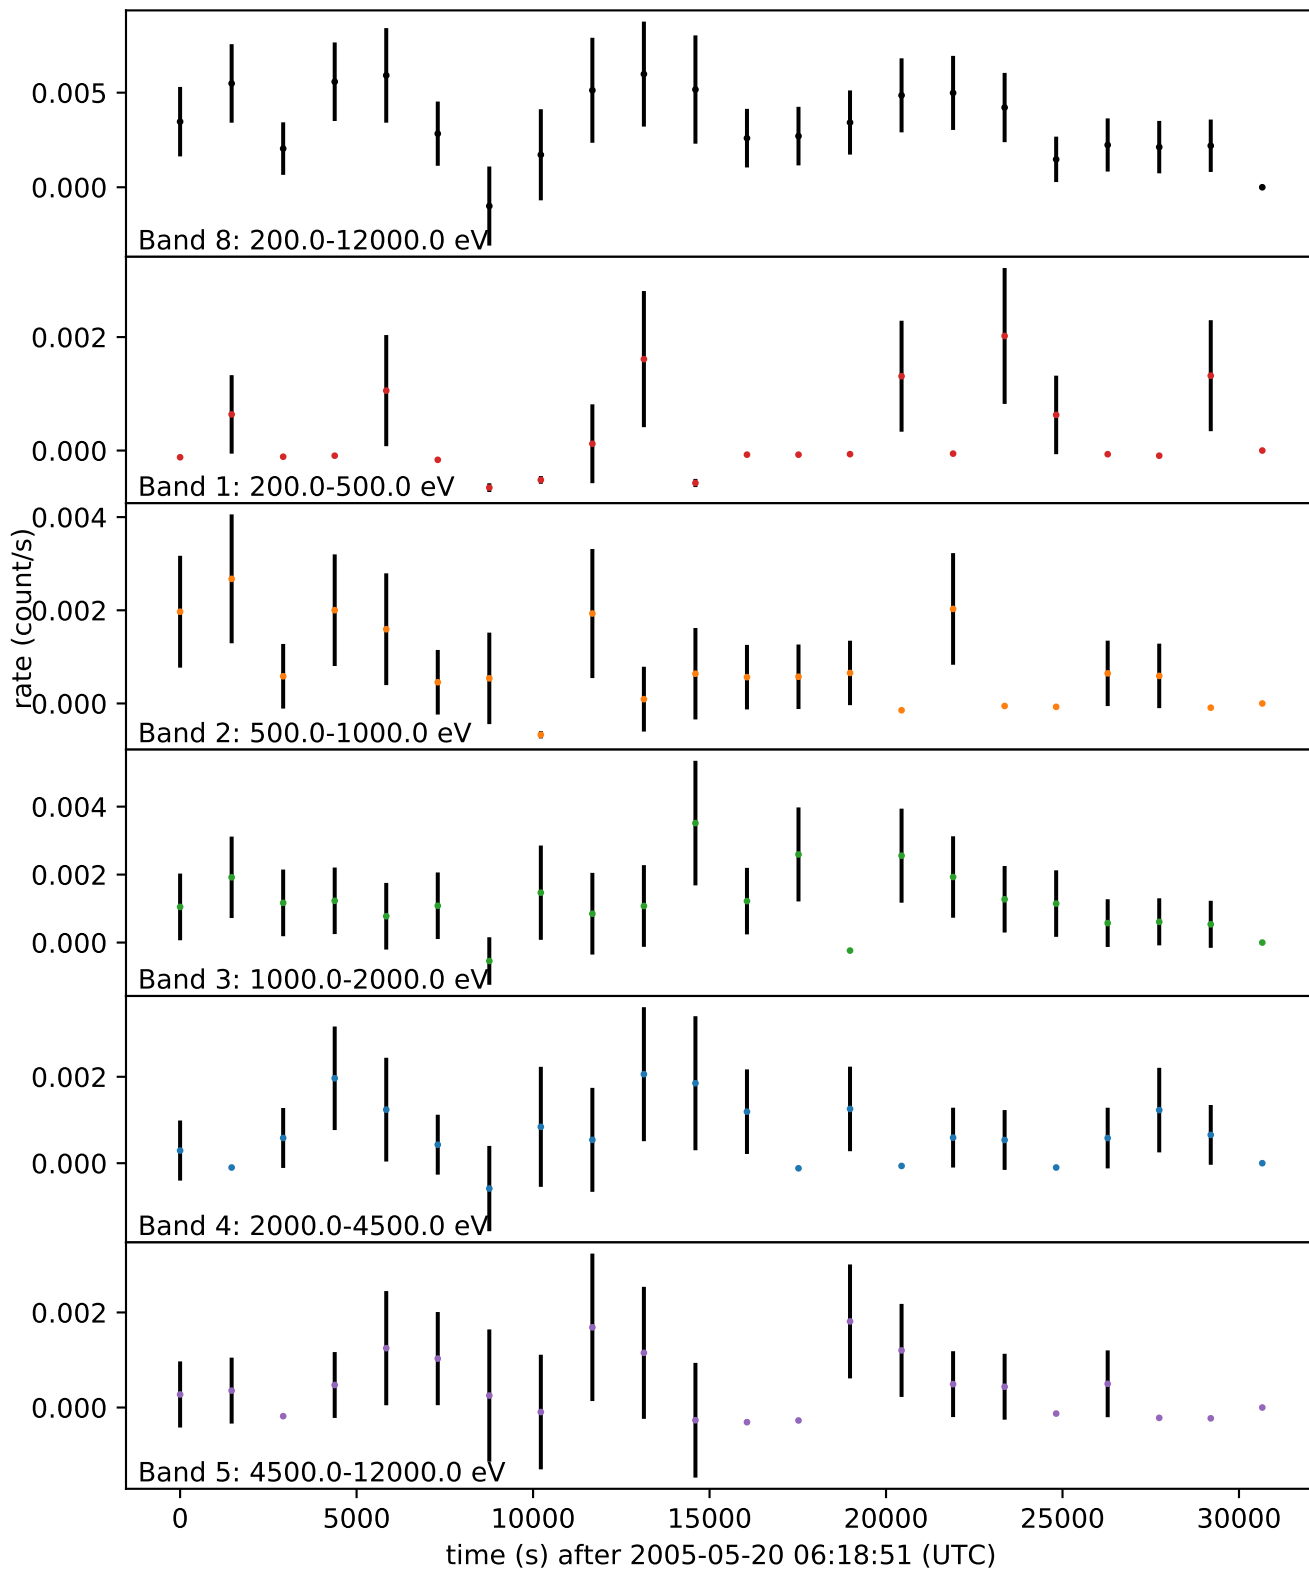 0.005
0.000
Band 8: 200.0-12000.0 eV
0.002
0.000
Band 1: 200.0-500.0 eV
0.004
0.002
0.000
Band 2: 500.0-1000.0 eV
rate (count/s)
0.004
0.002
0.000
Band 3: 1000.0-2000.0 eV
0.002
0.000
Band 4: 2000.0-4500.0 eV
0.002
0.000
Band 5: 4500.0-12000.0 eV
0 5000 10000 15000 20000 25000 30000
time (s) after 2005-05-20 06:18:51 (UTC)